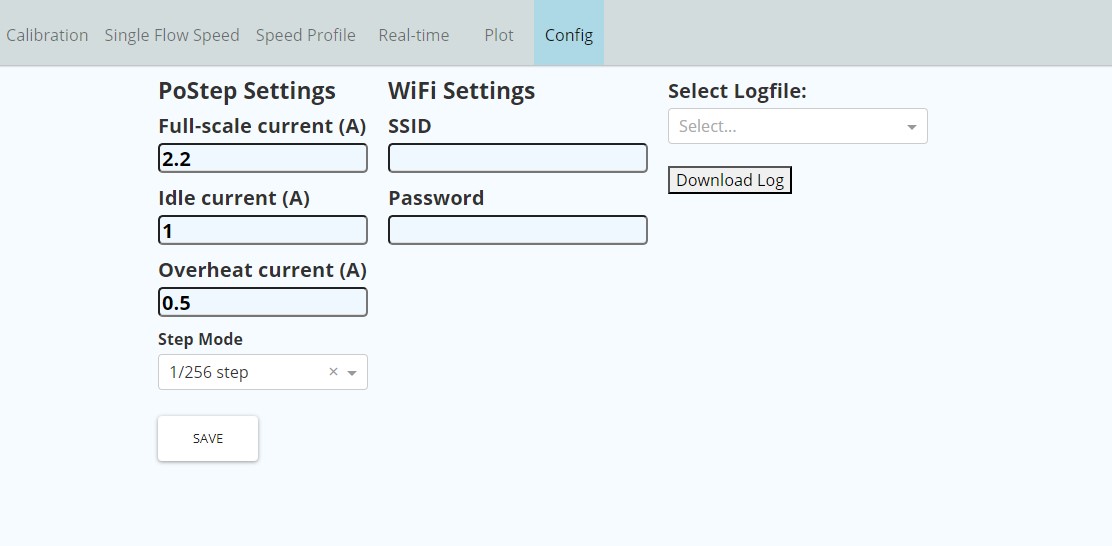 Calibration Single Flow Speed Speed Profile Real-time Plot Config
PoStep Settings
Full-scale current (A)
2.2
Idle current (A)
1
Overheat current (A)
0.5
Step Mode
1/256 step × 
SAVE
WiFi Settings
SSID
Password
Select Logfile:
Select...
Download Log